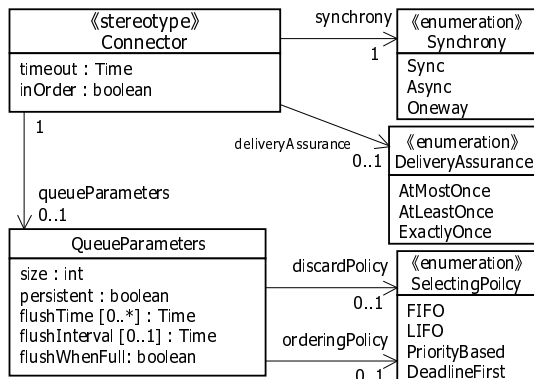 《stereotype》
Connector
timeout : Time
inOrder : boolean
synchrony
1
《enumeration》
Synchrony
Sync
Async
Oneway
deliveryAssurance
0..1
《enumeration》
DeliveryAssurance
AtMostOnce
AtLeastOnce
ExactlyOnce
1
queueParameters
0..1
QueueParameters
size : int
persistent : boolean
flushTime [0..*] : Time
flushInterval [0..1] : Time
flushWhenFull: boolean
discardPolicy
0..1
orderingPolicy
0..1
《enumeration》
SelectingPoilcy
FIFO
LIFO
PriorityBased
DeadlineFirst